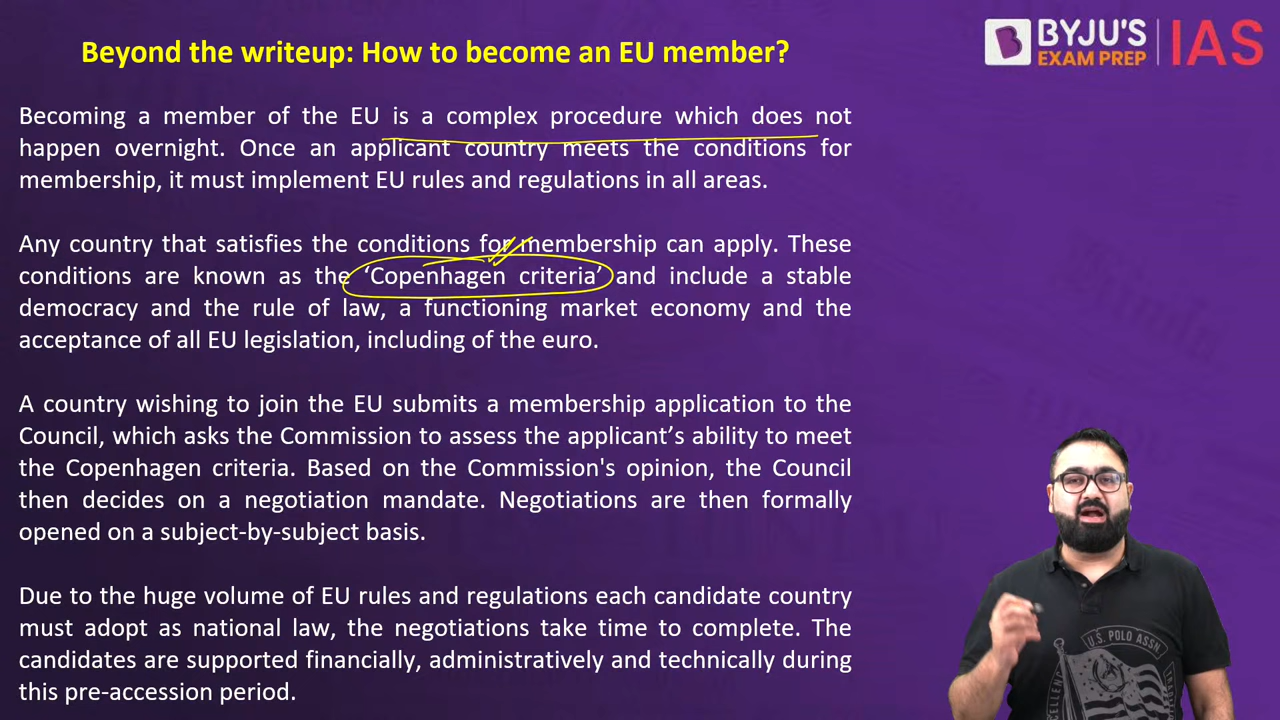 Beyond the writeup: How to become an EU member?
BYJU'S
EXAM PREP
IAS
Becoming a member of the EU is a complex procedure which does not
happen overnight. Once an applicant country meets the conditions for
membership, it must implement EU rules and regulations in all areas.
Any country that satisfies the conditions for membership can apply. These
conditions are known as the ‘Copenhagen criteria’ and include a stable
democracy and the rule of law, a functioning market economy and the
acceptance of all EU legislation, including of the euro.
A country wishing to join the EU submits a membership application to the
Council, which asks the Commission to assess the applicant’s ability to meet
the Copenhagen criteria. Based on the Commission's opinion, the Council
then decides on a negotiation mandate. Negotiations are then formally
opened on a subject-by-subject basis.
Due to the huge volume of EU rules and regulations each candidate country
must adopt as national law, the negotiations take time to complete. The
candidates are supported financially, administratively and technically during
this pre-accession period.
U.S. POLO ASSN